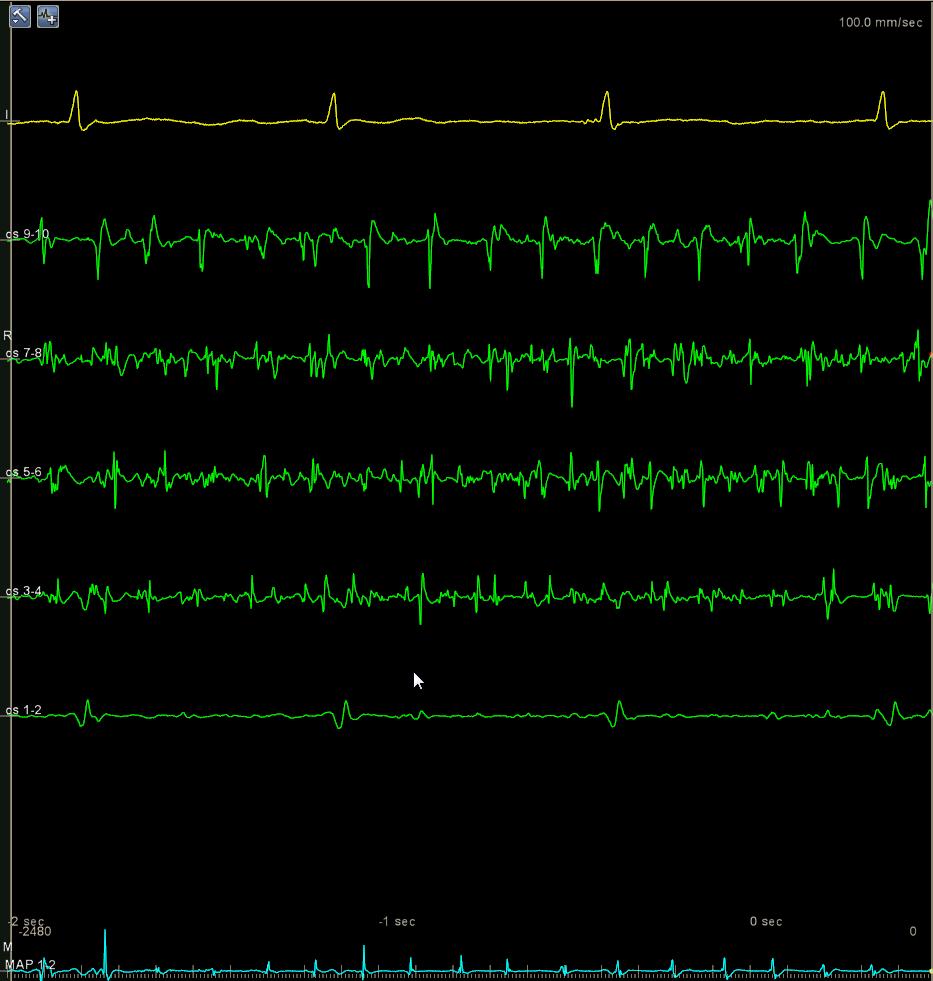 100.0 mm/sec
I
cs 9-10
R
cs 7-8
cs 5-6
cs 3-4
cs 1-2
-2 sec
-1 sec
0 sec
-2480
0
M
MAP 1-2